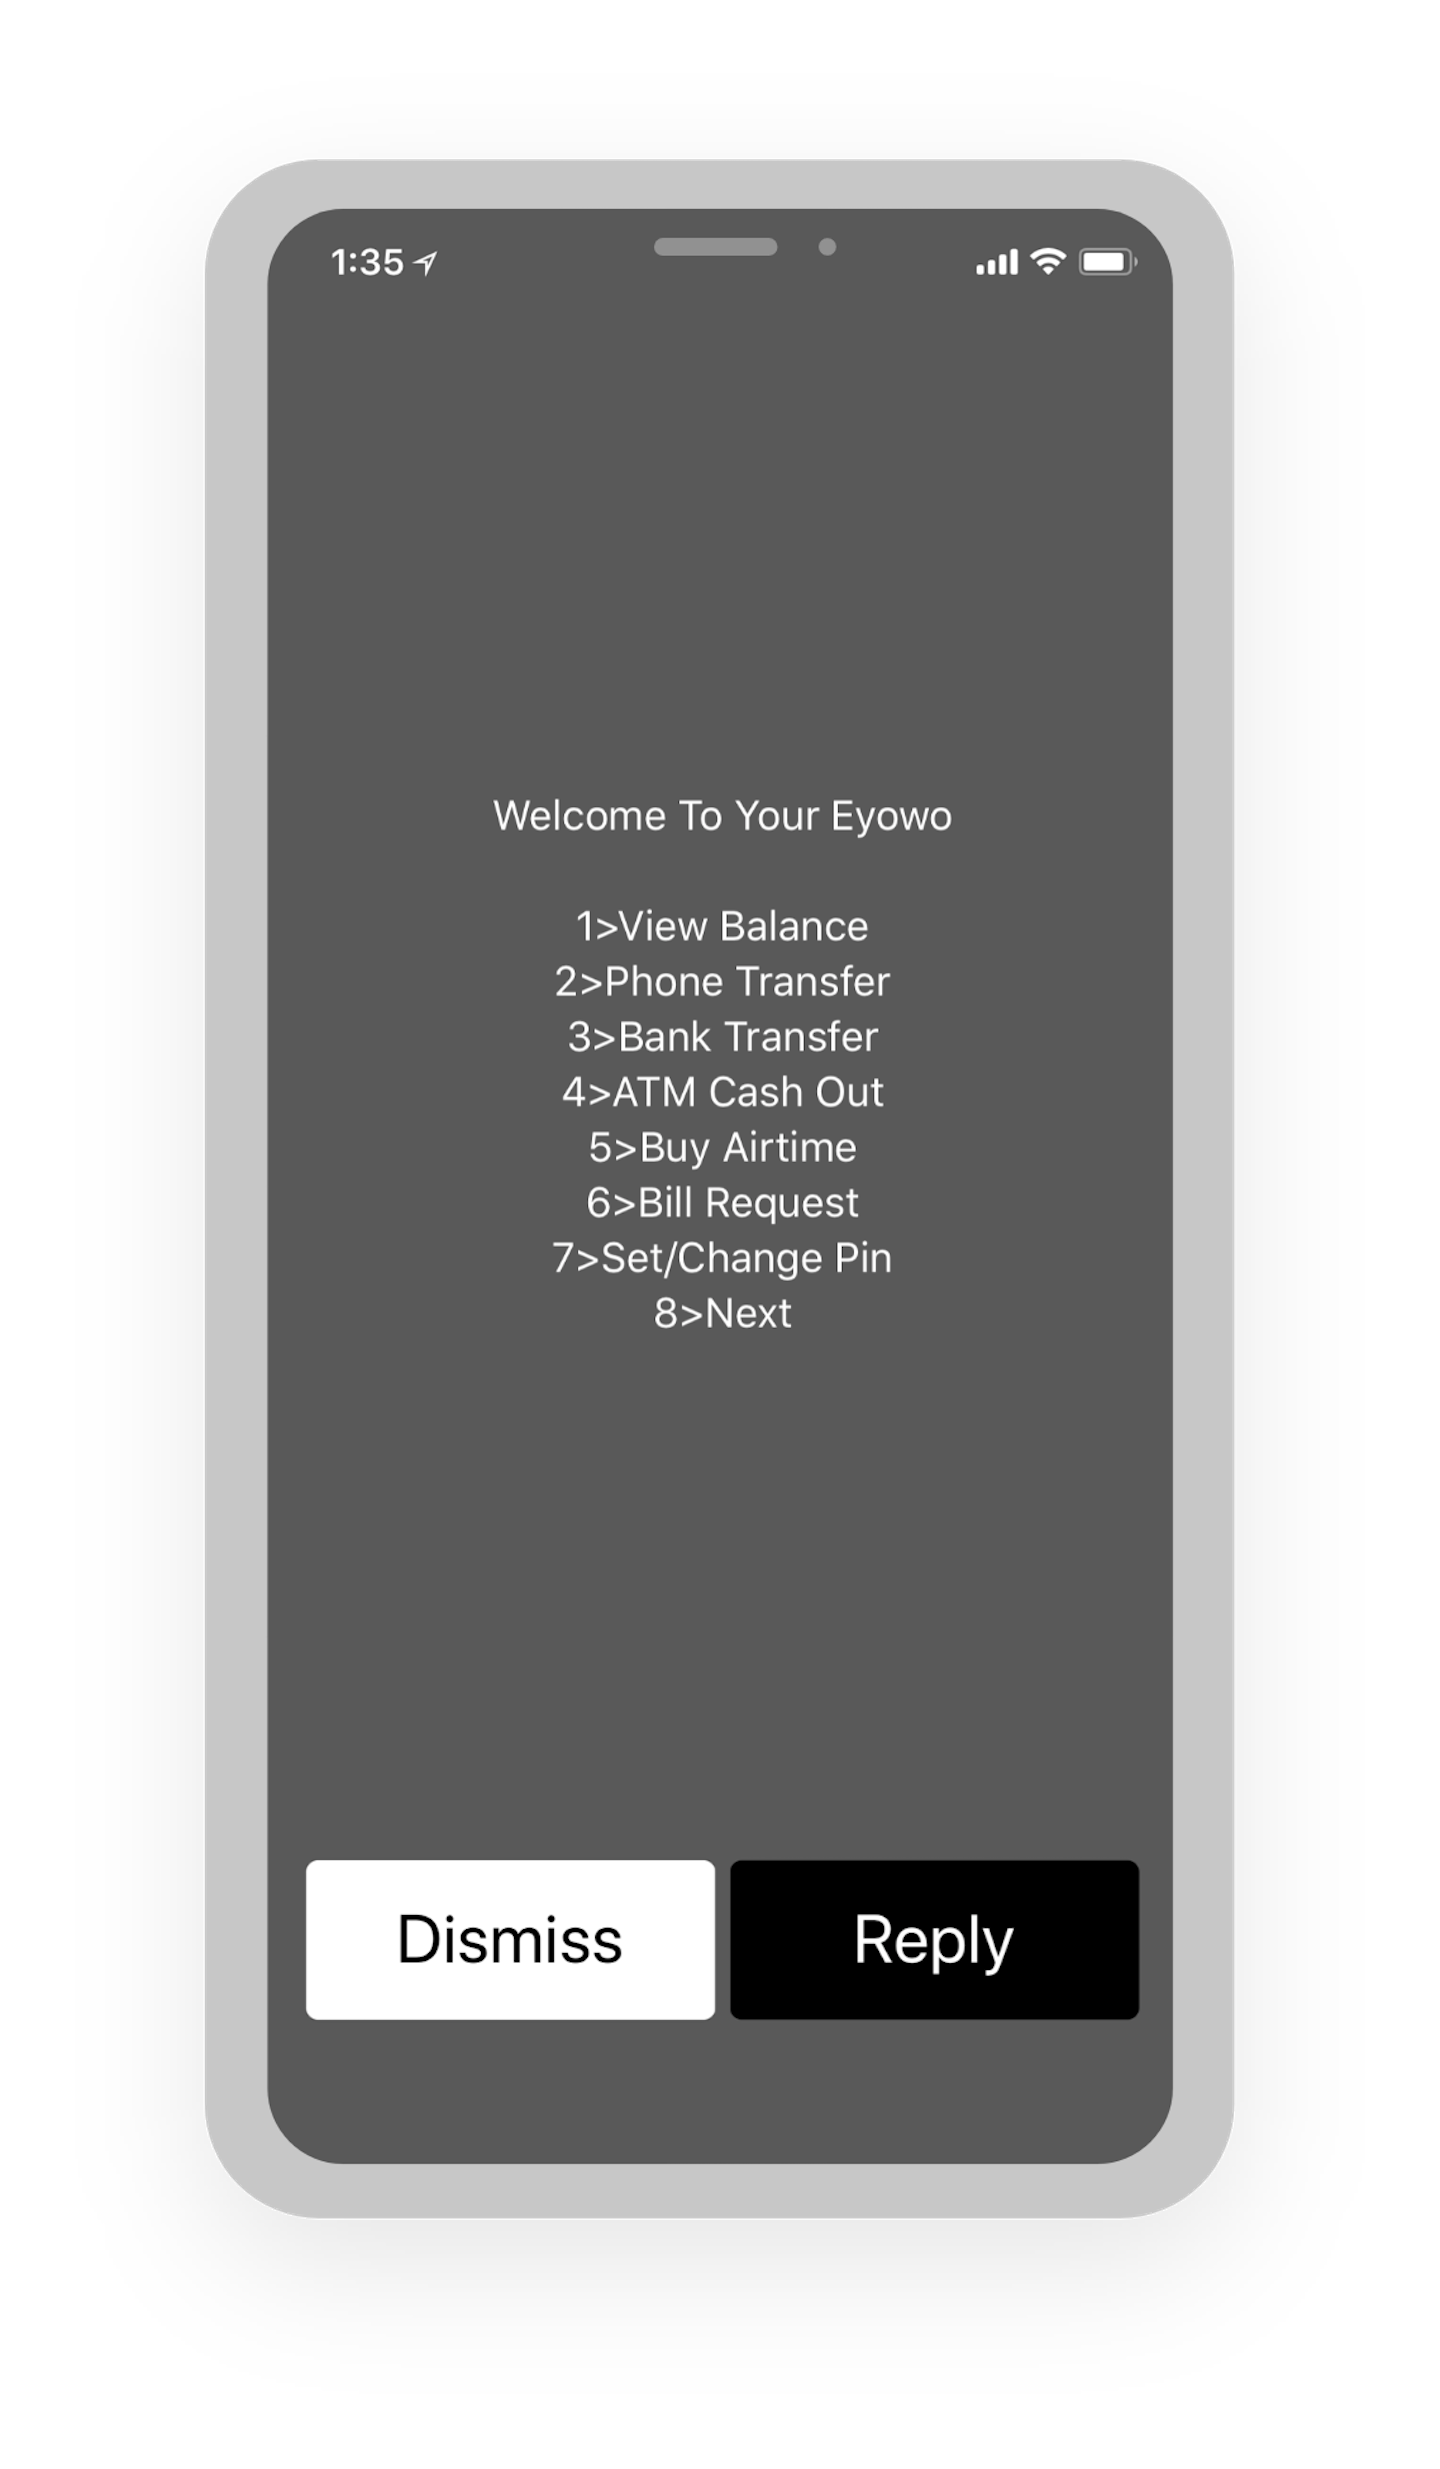 1:35
Welcome To Your Eyowo
1>View Balance
2>Phone Transfer
3>Bank Transfer
4>ATM Cash Out
5>Buy Airtime
6>Bill Request
7>Set/Change Pin
8>Next
Dismiss Reply